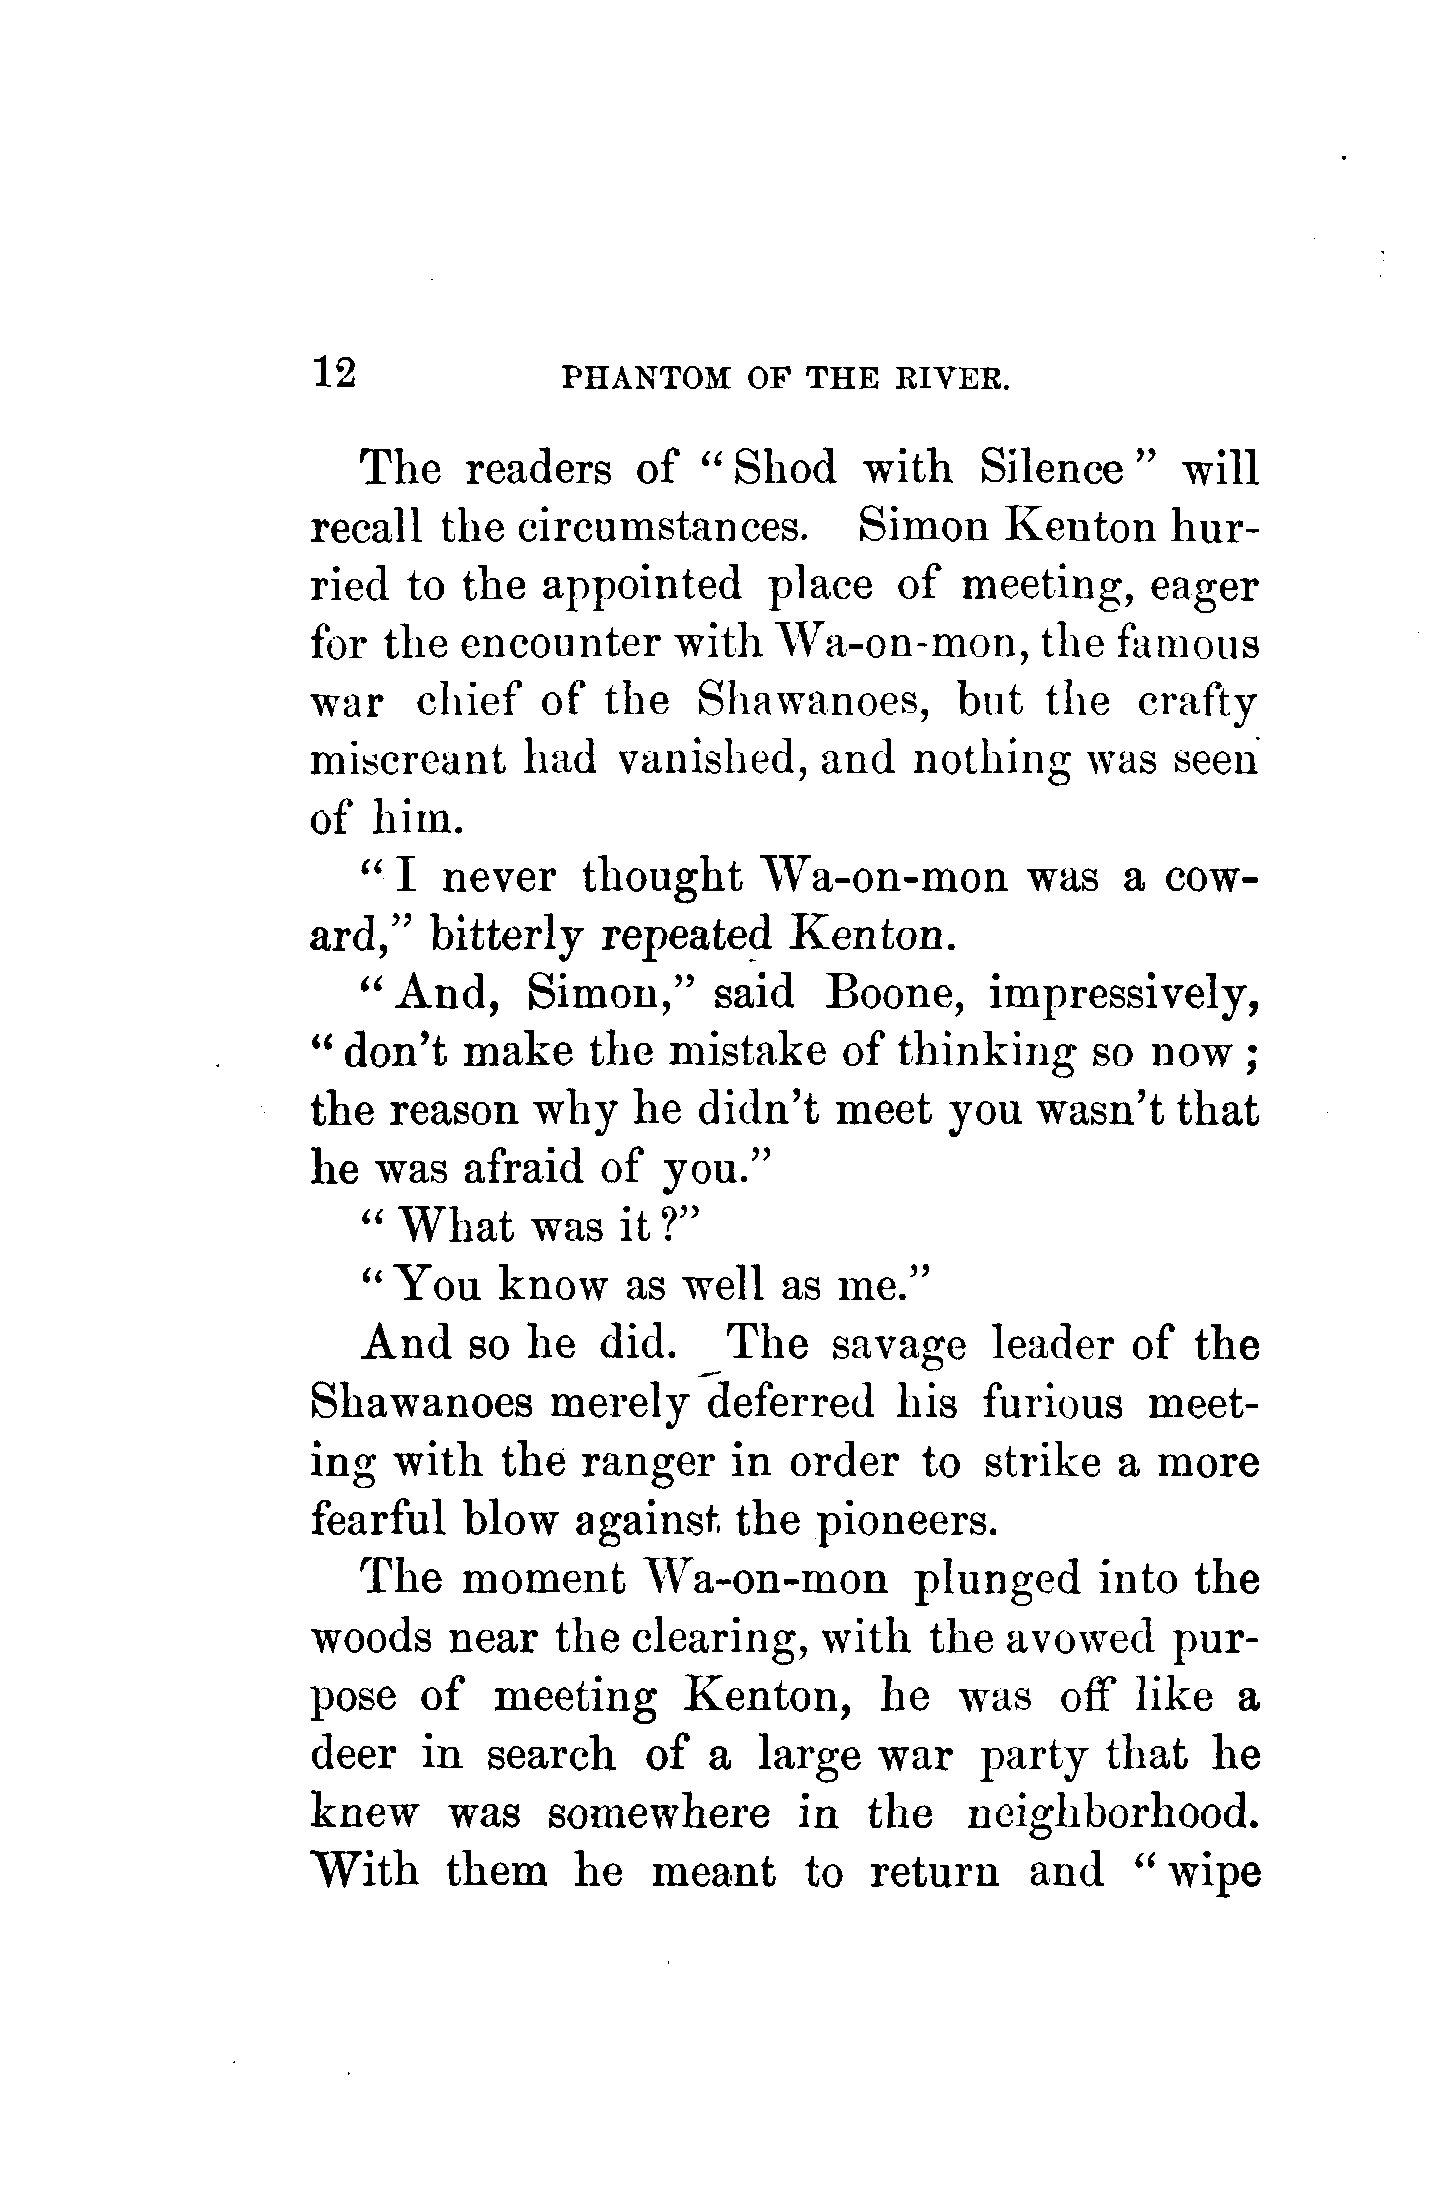 12 PHANTOM OF THE RIVER.
The readers of “Shod with Silence” will
recall the circumstances. Simon Kenton hur-
ried to the appointed place of meeting, eager
for the encounter with Wa-on-mon, the famous
war chief of the Shawanoes, but the crafty
miscreant had vanished, and nothing was seen
of him.
“I never thought Wa-on-mon was a cow-
ard,” bitterly repeated Kenton.
“And, Simon,” said Boone, impressively,
“don’t make the mistake of thinking so now;
the reason why he didn’t meet you wasn’t that
he was afraid of you.”
“What was it?”
“You know as well as me.”
And so he did. The savage leader of the
Shawanoes merely deferred his furious meet-
ing with the ranger in order to strike a more
fearful blow against the pioneers.
The moment Wa-on-mon plunged into the
woods near the clearing, with the avowed pur-
pose of meeting Kenton, he was off like a
deer in search of a large war party that he
knew was somewhere in the neighborhood.
With them he meant to return and “wipe